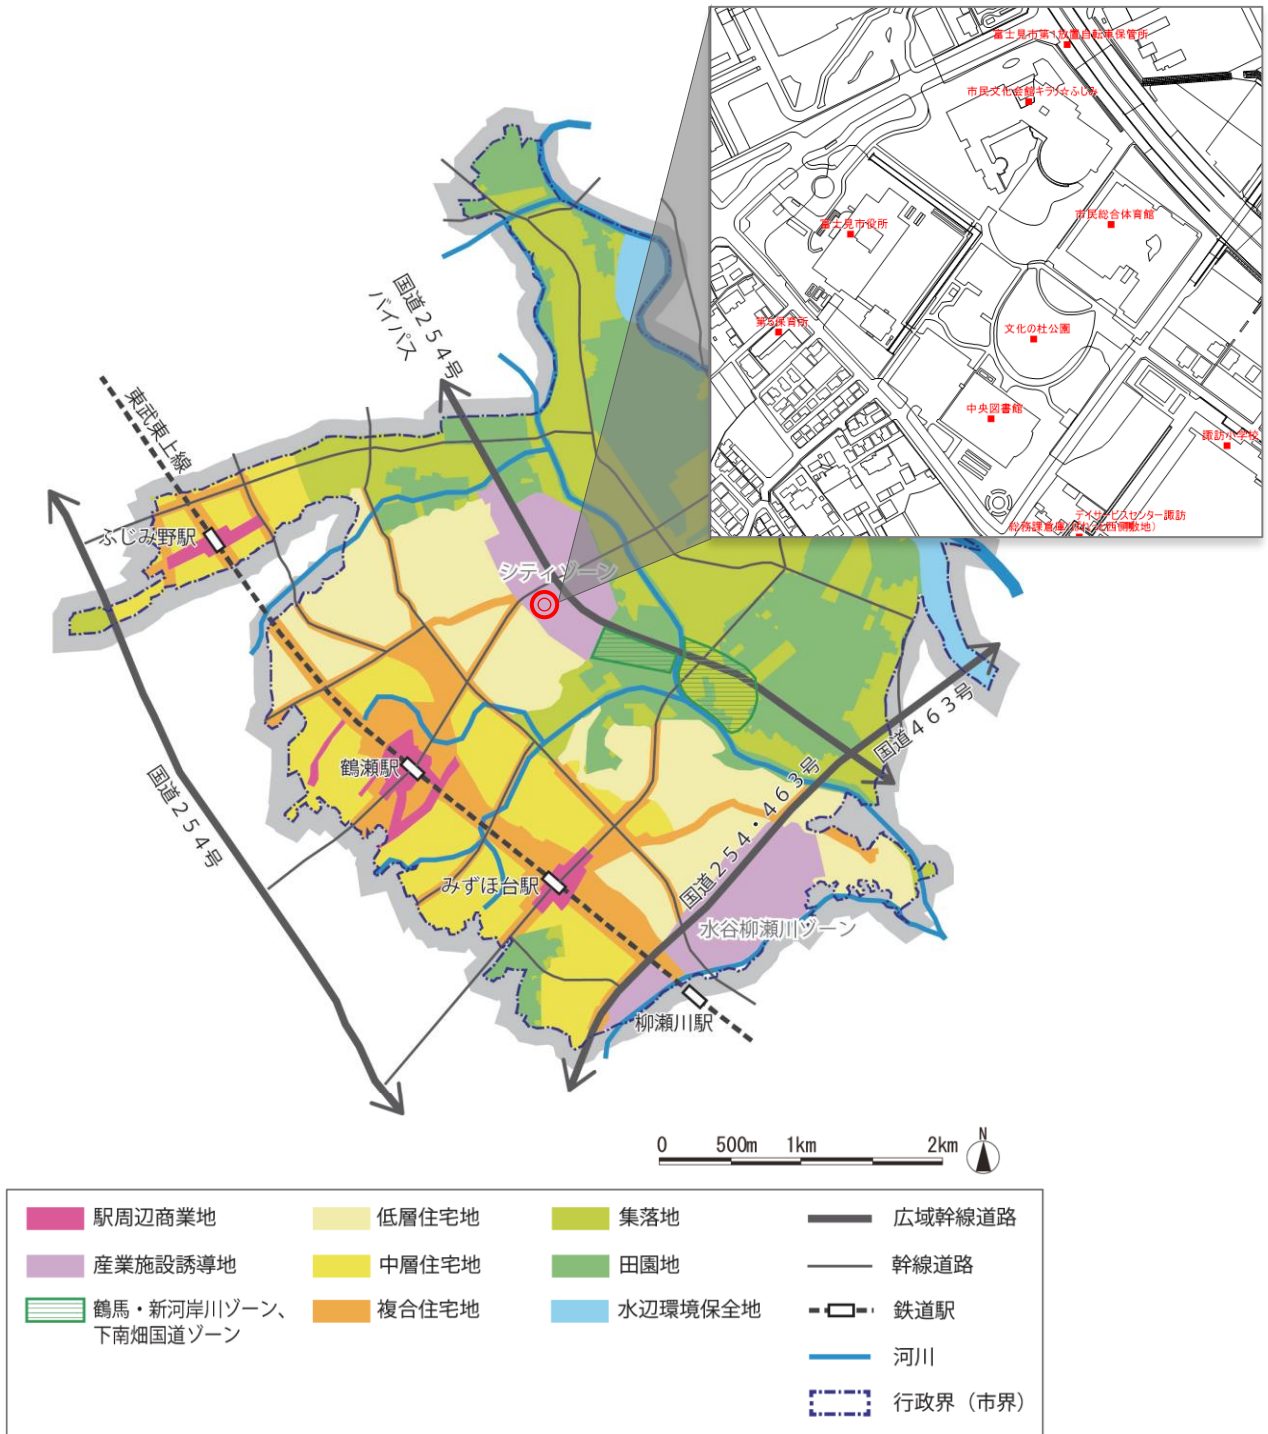 富士見市第1放置自転車保管所
市民文化会館キラリ☆ふじみ
市民総合体育館
富士見市役所
第5保育所
文化の杜公園
中央図書館
諏訪小学校
デイサービスセンター諏訪
国道254号
バイパス
東武東上線
ふじみ野駅
シティゾーン
国道463号
鶴瀬駅
国道254号
国道254・463号
みずほ台駅
水谷柳瀬川ゾーン
柳瀬川駅
0 500m 1km 2km
N
駅周辺商業地
低層住宅地
集落地
広域幹線道路
産業施設誘導地
中層住宅地
田園地
幹線道路
鶴馬・新河岸川ゾーン、
下南畑国道ゾーン
複合住宅地
水辺環境保全地
鉄道駅
河川
行政界（市界）